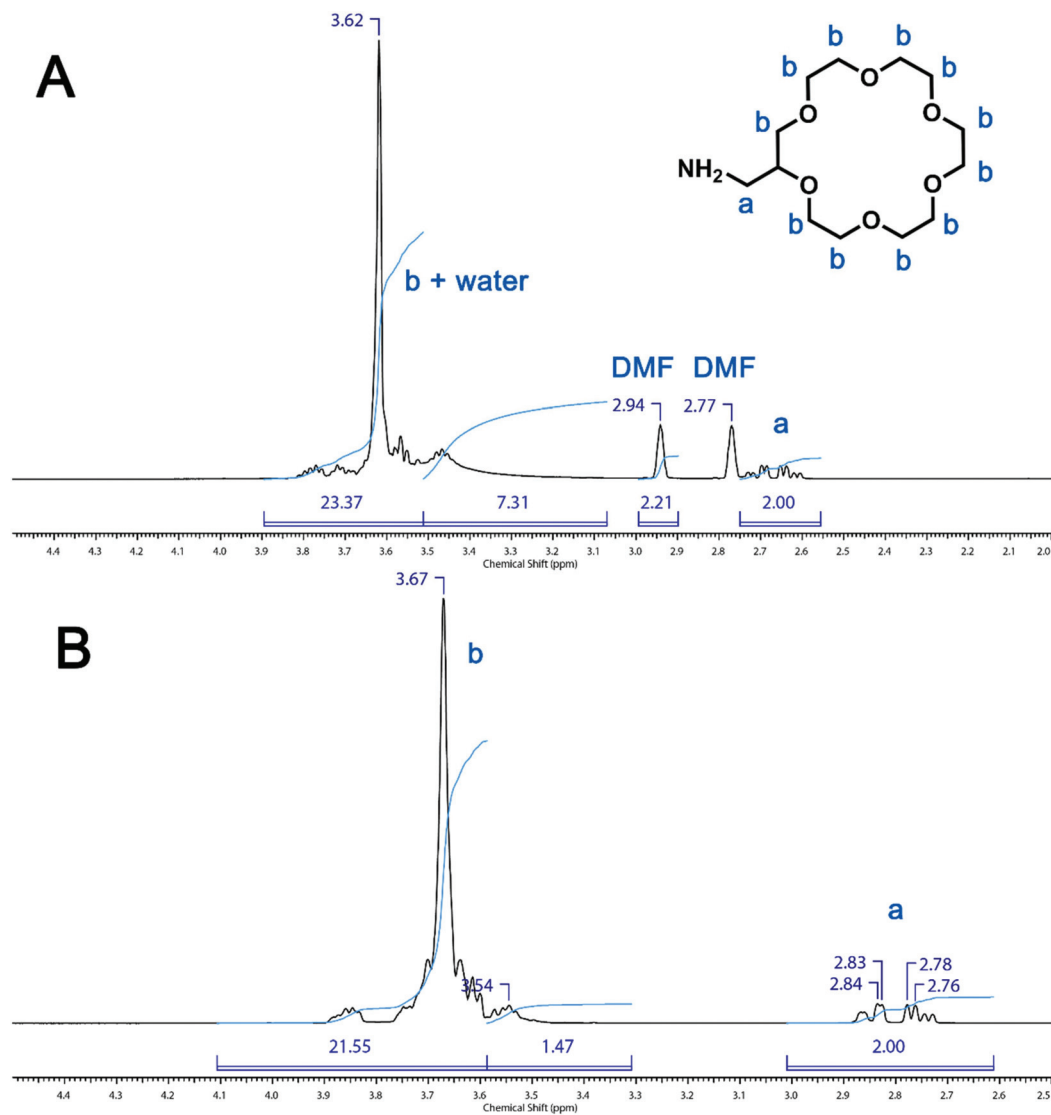 A
3.62
b b b b
b b
O
O O
b b
NH2
O O
a
O
b b b b b
b + water
DMF DMF
2.94 2.77 a
23.37 7.31 2.21 2.00
4.4 4.3 4.2 4.1 4.0 3.9 3.8 3.7 3.6 3.5 3.4 3.3 3.2 3.1 3.0 2.9 2.8 2.7 2.6 2.5 2.4 2.3 2.2 2.1 2.0
Chemical Shift (ppm)
B
3.67
b
a
2.83 2.78
3.54 2.84 2.76
21.55 1.47 2.00
4.4 4.3 4.2 4.1 4.0 3.9 3.8 3.7 3.6 3.5 3.4 3.3 3.2 3.1 3.0 2.9 2.8 2.7 2.6 2.5
Chemical Shift (ppm)